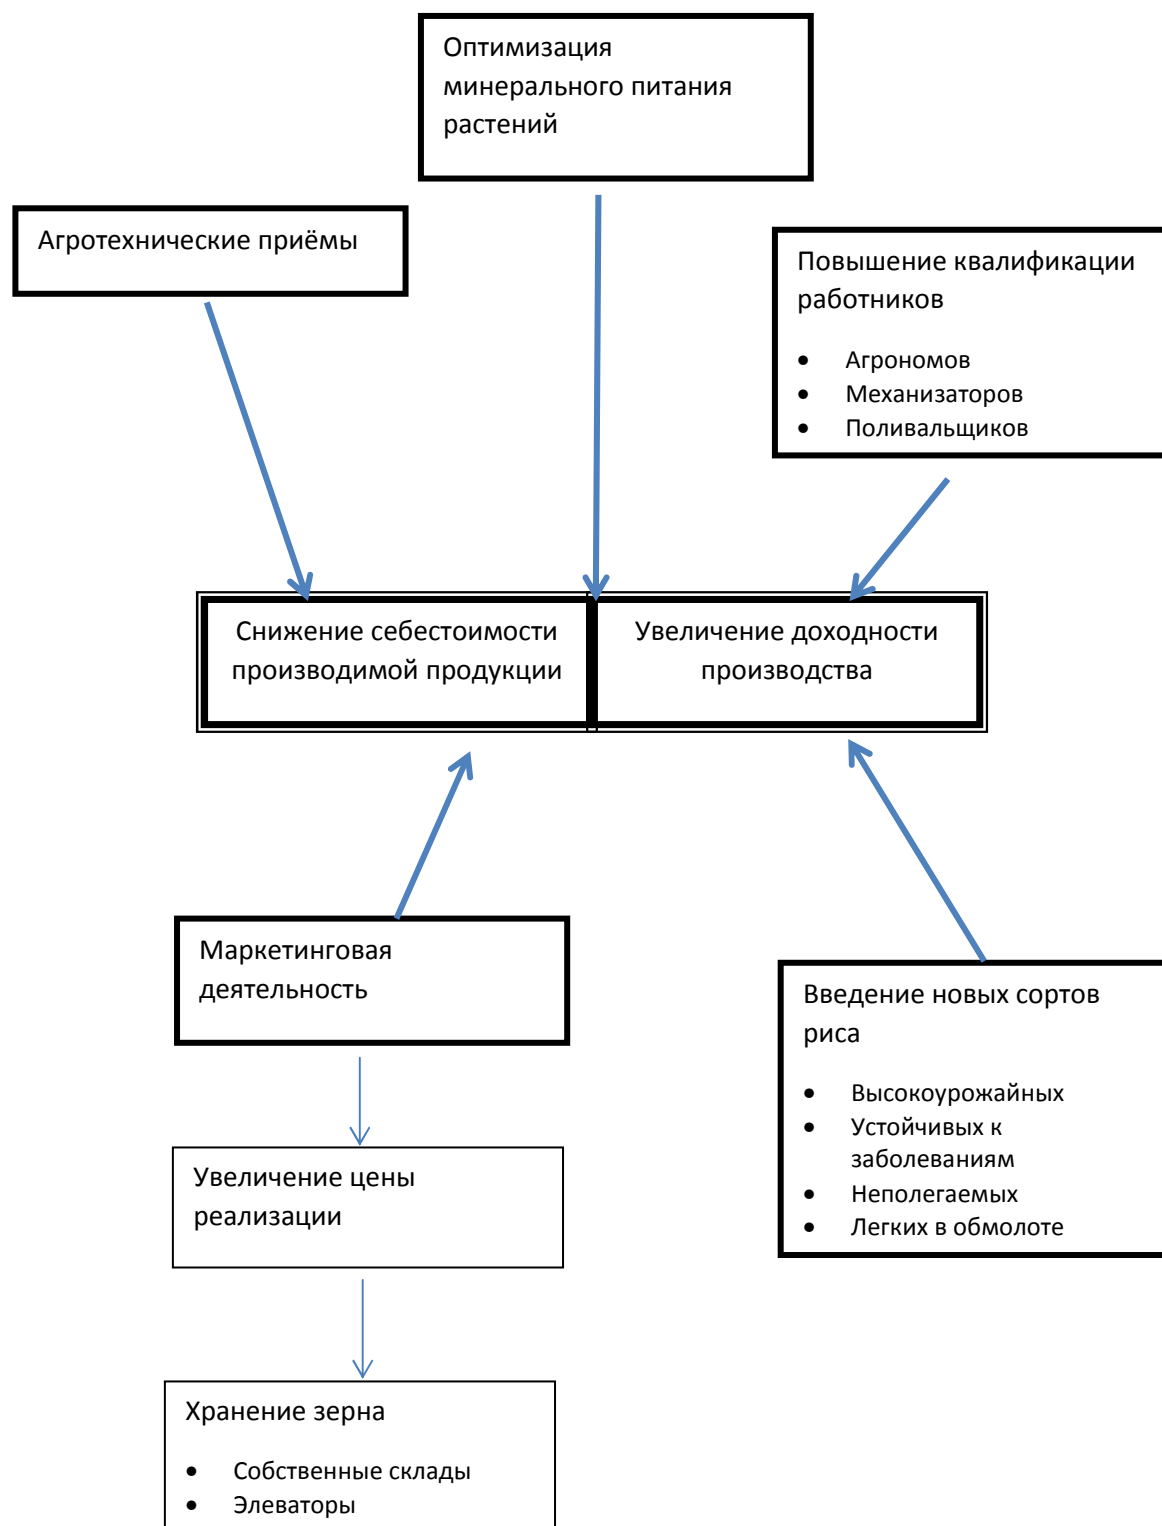 Оптимизация
минерального питания
растений
Агротехнические приёмы
Повышение квалификации
работников
• Агрономов
• Механизаторов
• Поливальщиков
Снижение себестоимости
производимой продукции
Увеличение доходности
производства
Маркетинговая
деятельность
Введение новых сортов
риса
• Высокоурожайных
• Устойчивых к
заболеваниям
• Неполегаемых
• Легких в обмолоте
Увеличение цены
реализации
Хранение зерна
• Собственные склады
• Элеваторы